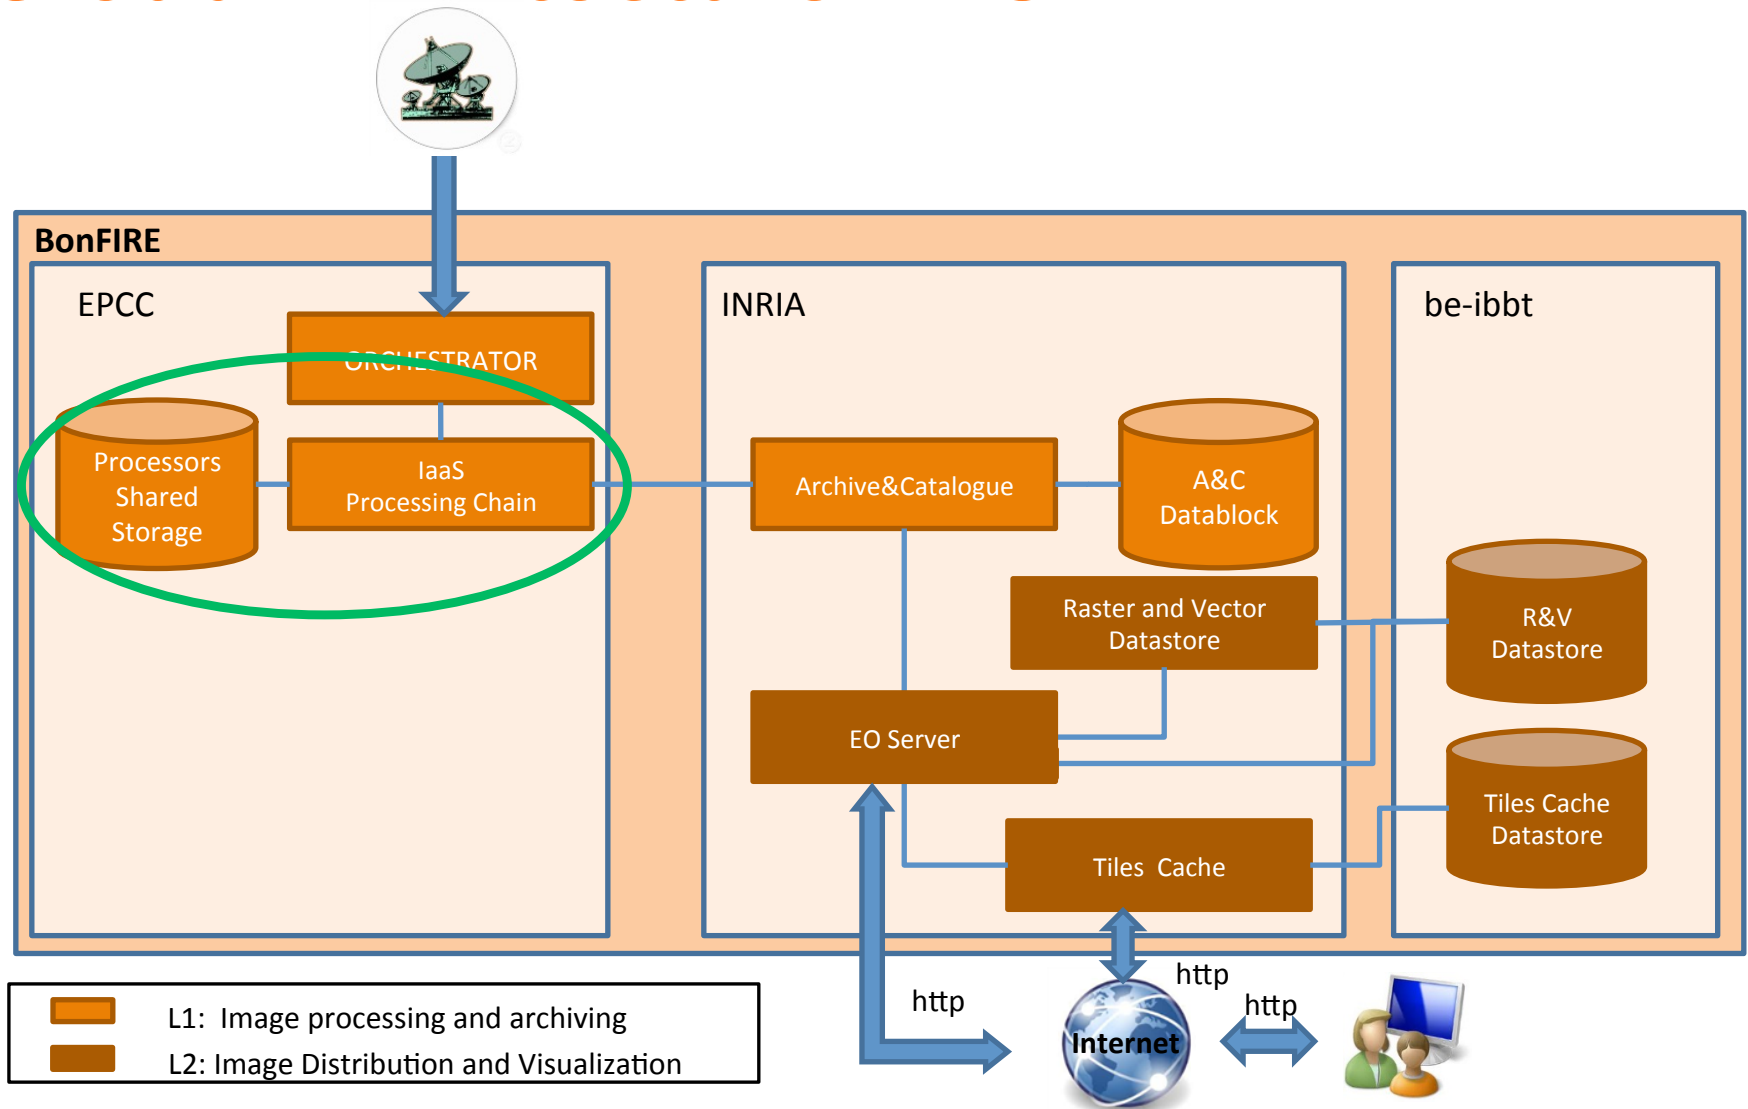 BonFIRE
EPCC
ORCHESTRATOR
Processors
Shared
Storage
IaaS
Processing Chain
INRIA
Archive&Catalogue
A&C
Datablock
Raster and Vector
Datastore
EO Server
Tiles  Cache
be-ibbt
R&V
Datastore
Tiles Cache
Datastore
http
http
http
Internet
L1:  Image processing and archiving
L2: Image Distribution and Visualization